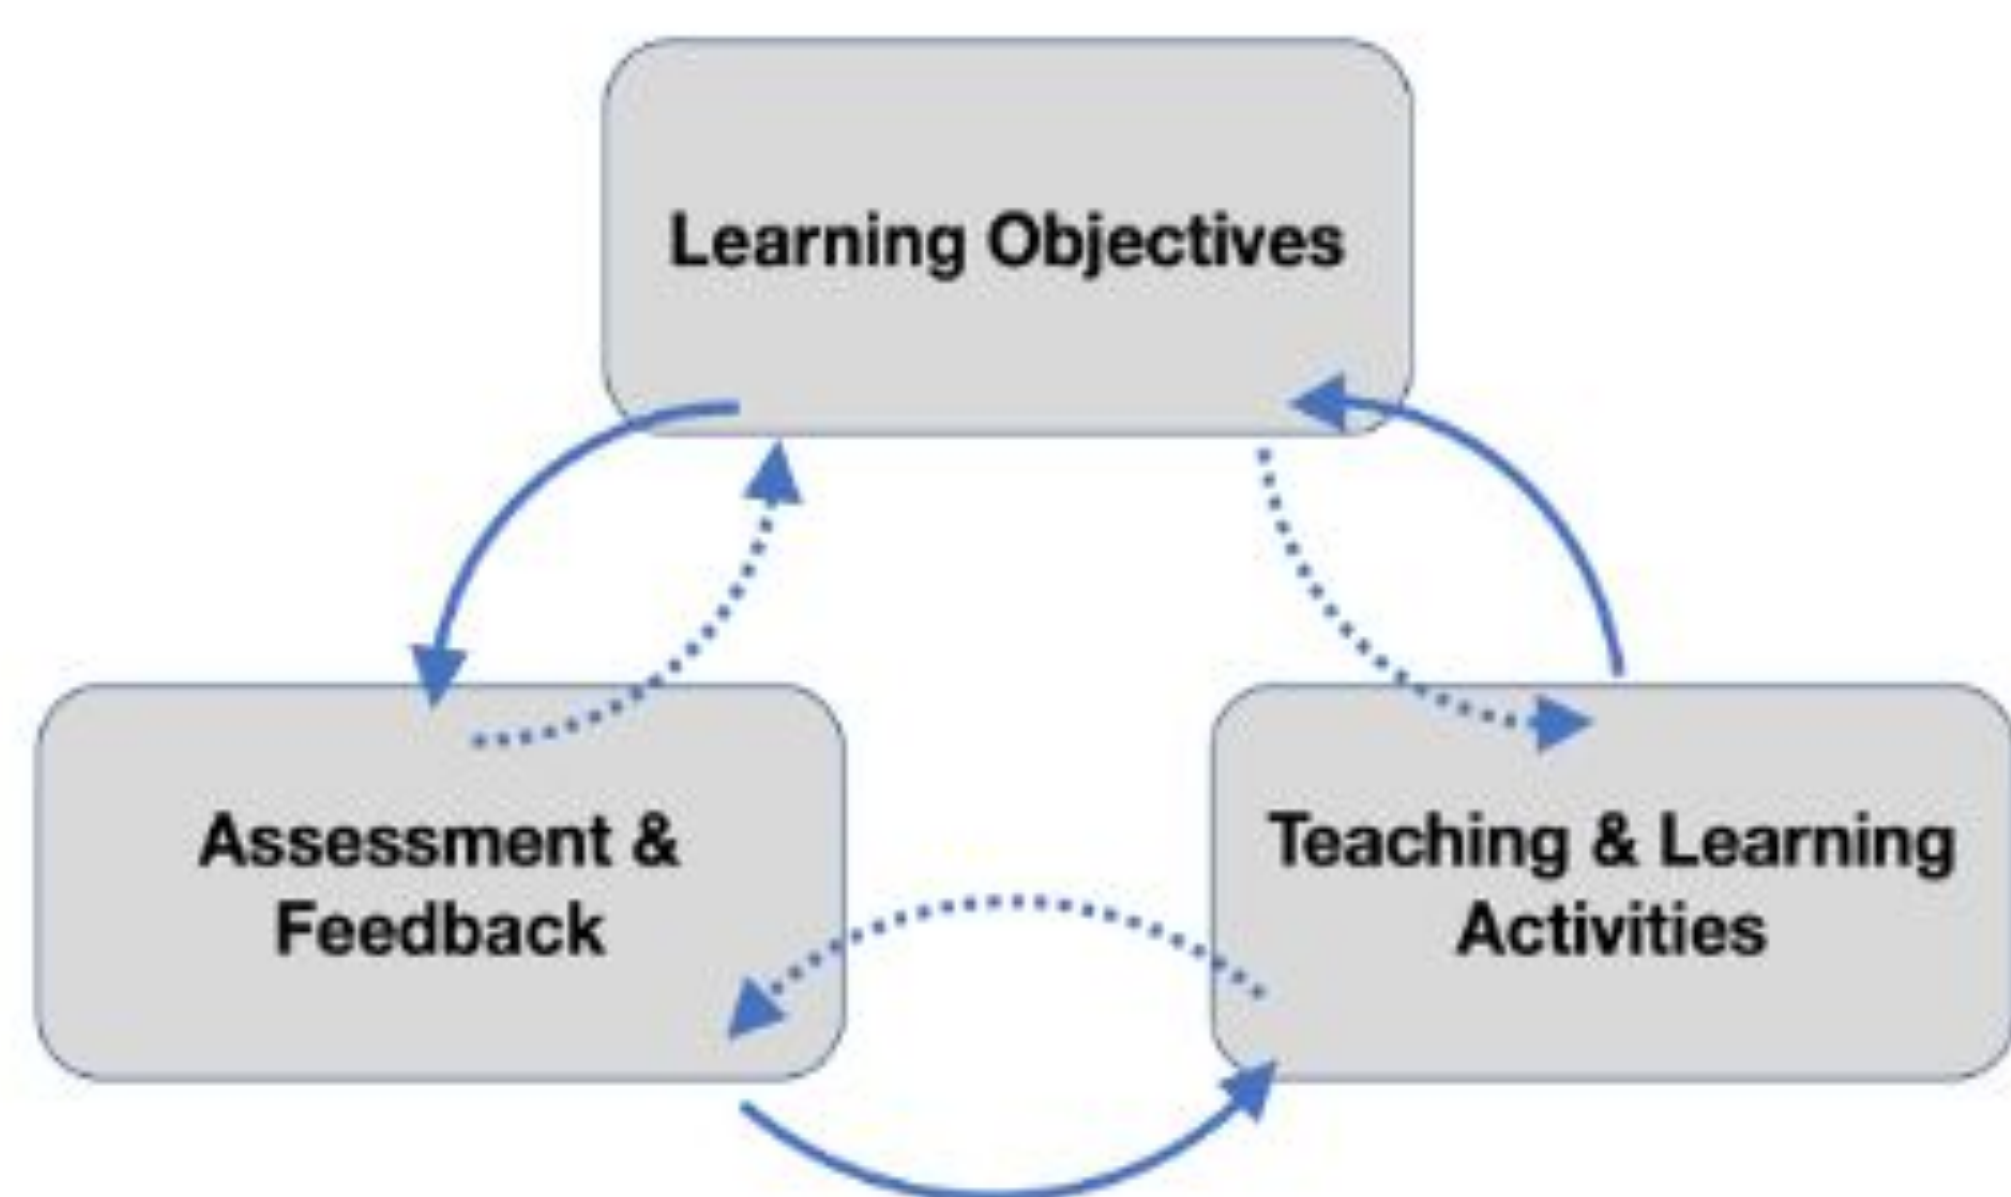 Learning Objectives
Assessment &
Feedback
Teaching & Learning
Activities